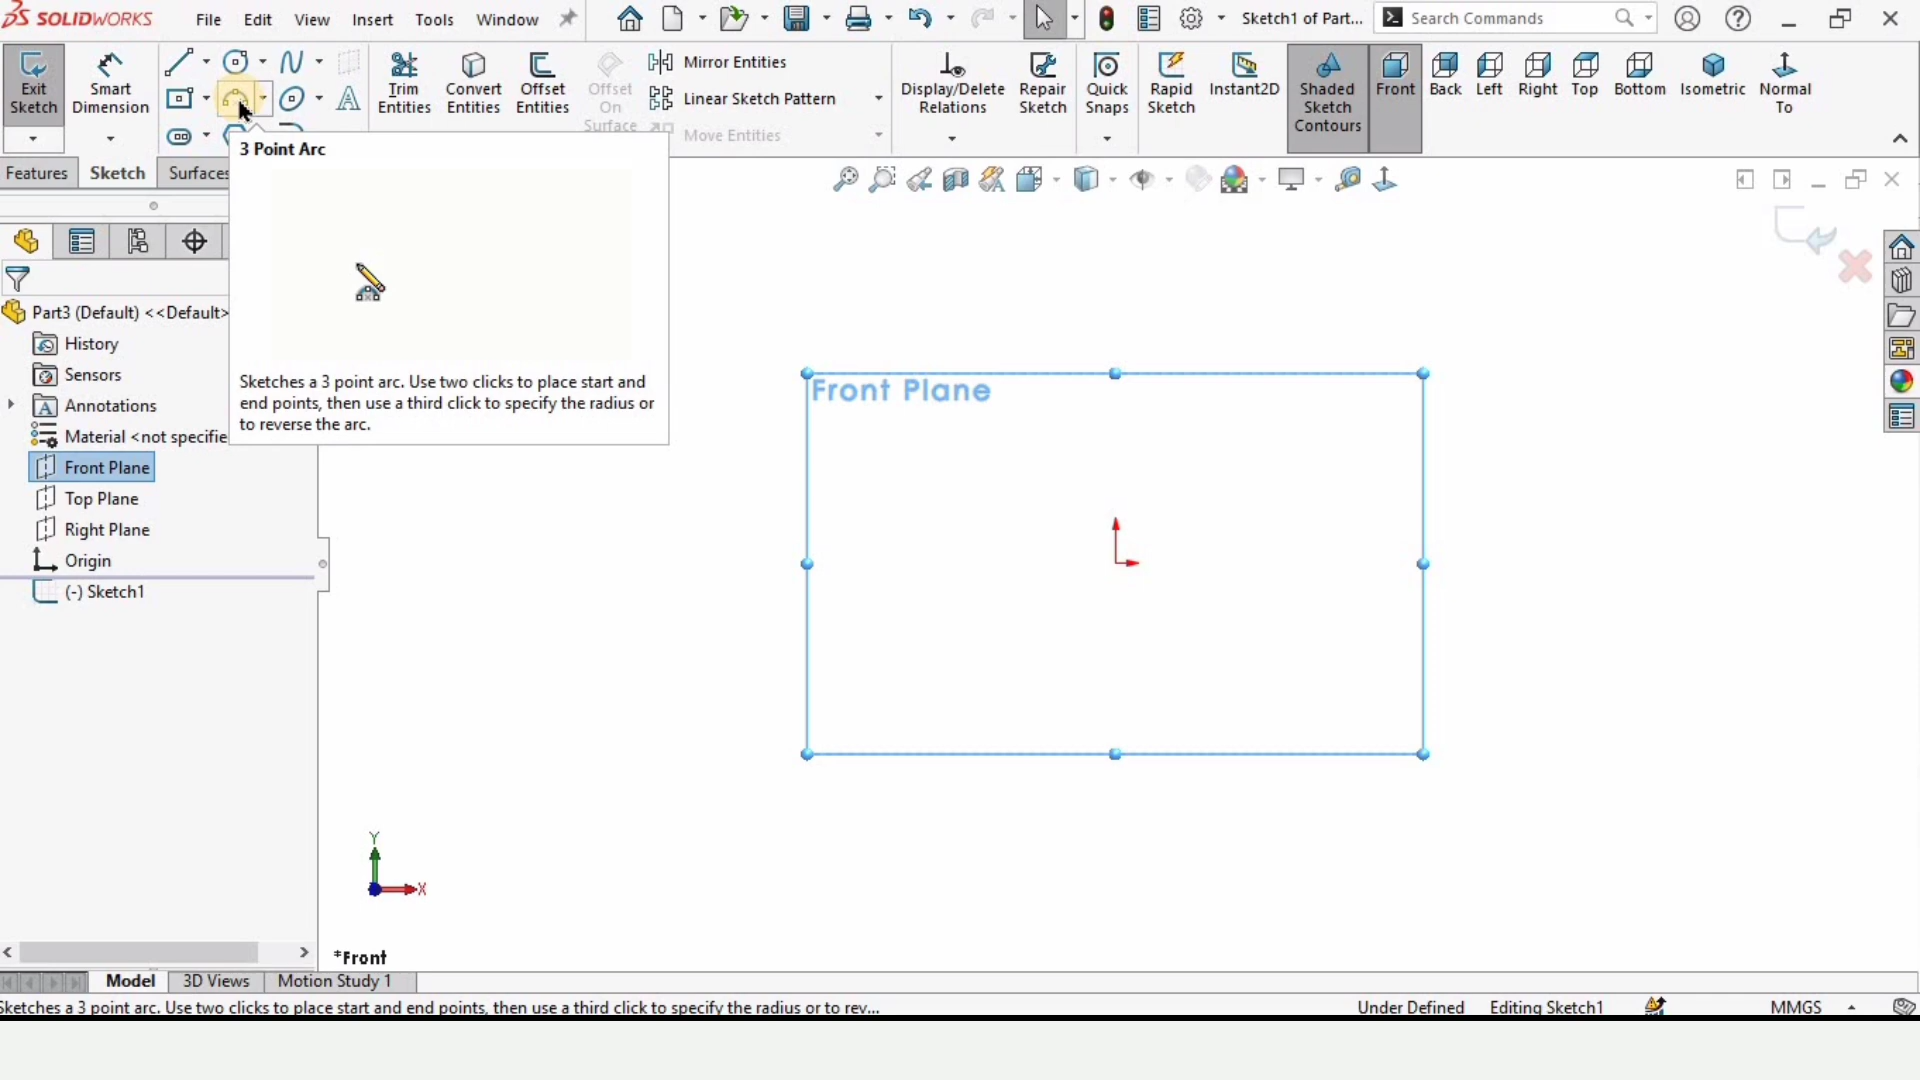 SOLIDWORKS
File Edit View Insert Tools Window
Sketch1 of Part...
Search Commands
Exit Sketch
Smart Dimension
Trim Entities
Convert Entities
Offset Entities
Offset On Surface
Mirror Entities
Linear Sketch Pattern
Move Entities
Display/Delete Relations
Repair Sketch
Quick Snaps
Rapid Sketch
Instant2D
Shaded Sketch Contours
Front
Back
Left
Right
Top
Bottom
Isometric
Normal To
Features Sketch Surfaces
3 Point Arc
Sketches a 3 point arc. Use two clicks to place start and
end points, then use a third click to specify the radius or
to reverse the arc.
Part3 (Default) <<Default>
History
Sensors
Annotations
Material <not specifie
Front Plane
Top Plane
Right Plane
Origin
(-) Sketch1
Front Plane
Y
X
*Front
Model 3D Views Motion Study 1
Sketches a 3 point arc. Use two clicks to place start and end points, then use a third click to specify the radius or to rev...
Under Defined Editing Sketch1 MMGS